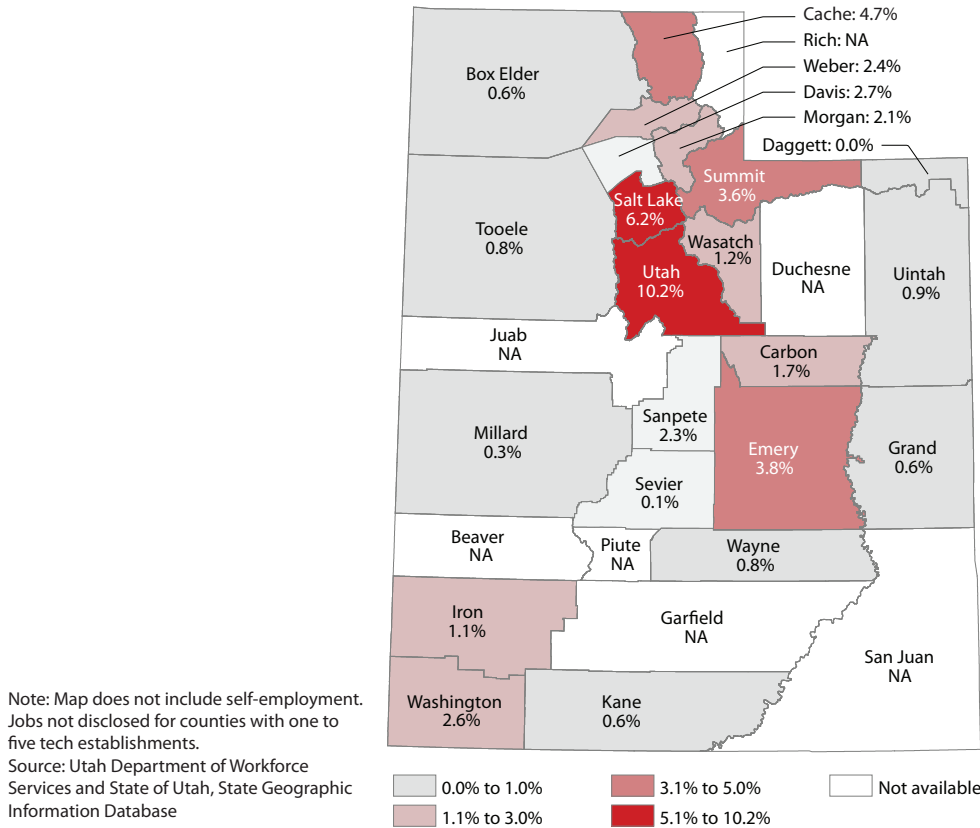 Cache: 4.7%
Rich: NA
Weber: 2.4%
Davis: 2.7%
Morgan: 2.1%
Daggett: 0.0%
Box Elder
0.6%
Summit
3.6%
Salt Lake
6.2%
Tooele
0.8%
Wasatch
1.2%
Utah
10.2%
Duchesne
NA
Uintah
0.9%
Juab
NA
Carbon
1.7%
Sanpete
2.3%
Millard
0.3%
Emery
3.8%
Grand
0.6%
Sevier
0.1%
Beaver
NA
Piute
NA
Wayne
0.8%
Iron
1.1%
Garfield
NA
San Juan
NA
Washington
2.6%
Kane
0.6%
Note: Map does not include self-employment.
Jobs not disclosed for counties with one to
five tech establishments.
Source: Utah Department of Workforce
Services and State of Utah, State Geographic
Information Database
0.0% to 1.0%
1.1% to 3.0%
3.1% to 5.0%
5.1% to 10.2%
Not available